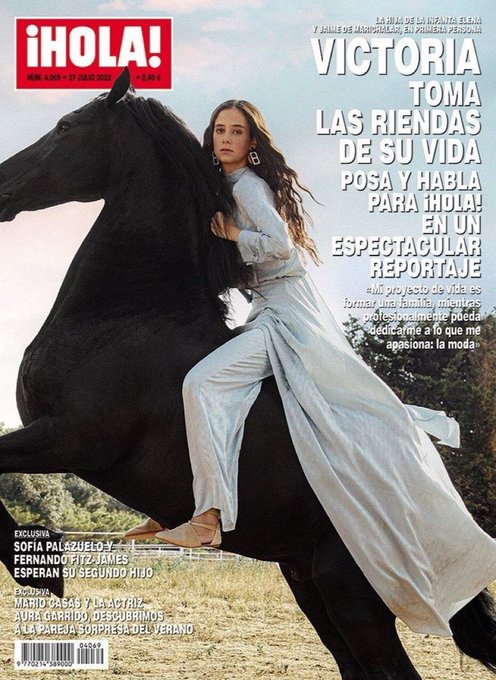 ¡HOLA!
NÚM. 4.069 • 27 JULIO 2022 • 2,40 €
LA HIJA DE LA INFANTA ELENA
Y JAIME DE MARICHALAR, EN PRIMERA PERSONA
VICTORIA
TOMA
LAS RIENDAS
DE SU VIDA
POSA Y HABLA
PARA ¡HOLA!
EN UN
ESPECTACULAR
REPORTAJE
«Mi proyecto de vida es
formar una familia, mientras
profesionalmente pueda
dedicarme a lo que me
apasiona: la moda»
EXCLUSIVA
SOFÍA PALAZUELO Y
FERNANDO FITZ-JAMES
ESPERAN SU SEGUNDO HIJO
EXCLUSIVA
MARIO CASAS Y LA ACTRIZ
AURA GARRIDO, DESCUBRIMOS
A LA PAREJA SORPRESA DEL VERANO
04069
9 770214 389000